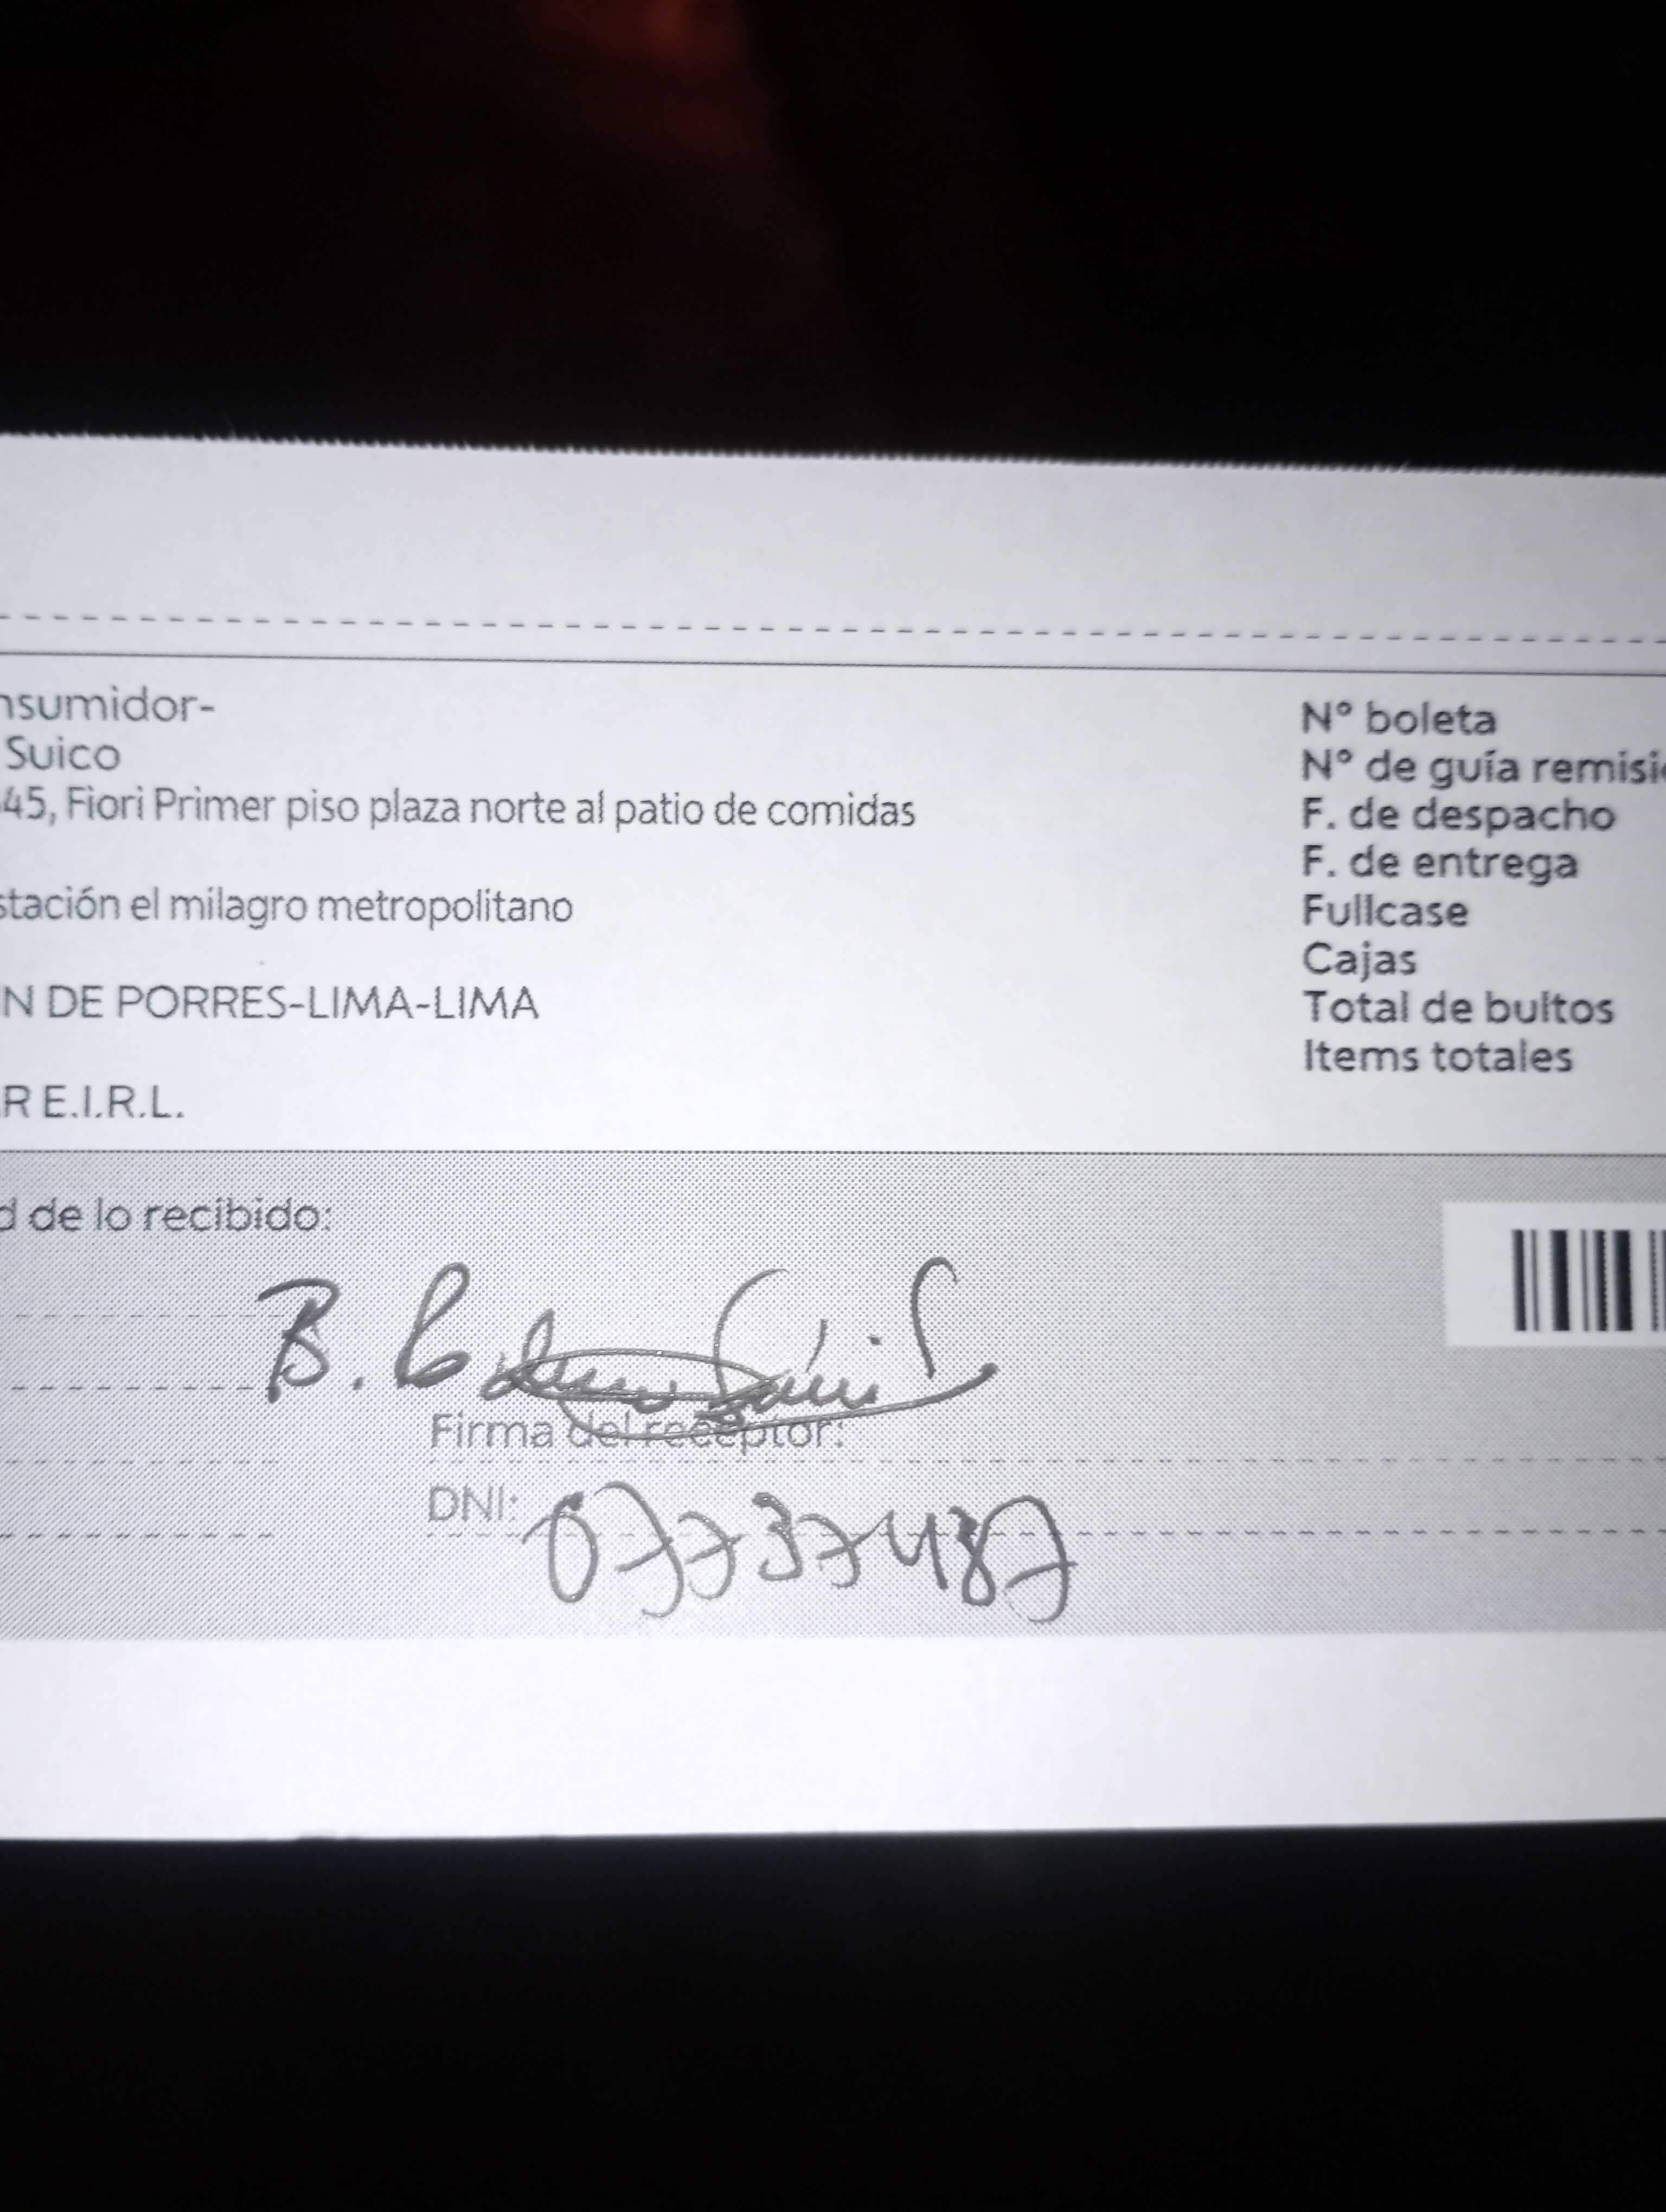 nsumidor-
Suico
45, Fiori Primer piso plaza norte al patio de comidas
stación el milagro metropolitano
N DE PORRES-LIMA-LIMA
R E.I.R.L.
N° boleta
N° de guía remisi
F. de despacho
F. de entrega
Fullcase
Cajas
Total de bultos
Items totales
d de lo recibido:
B.
Firma del receptor:
DNI: 07737487